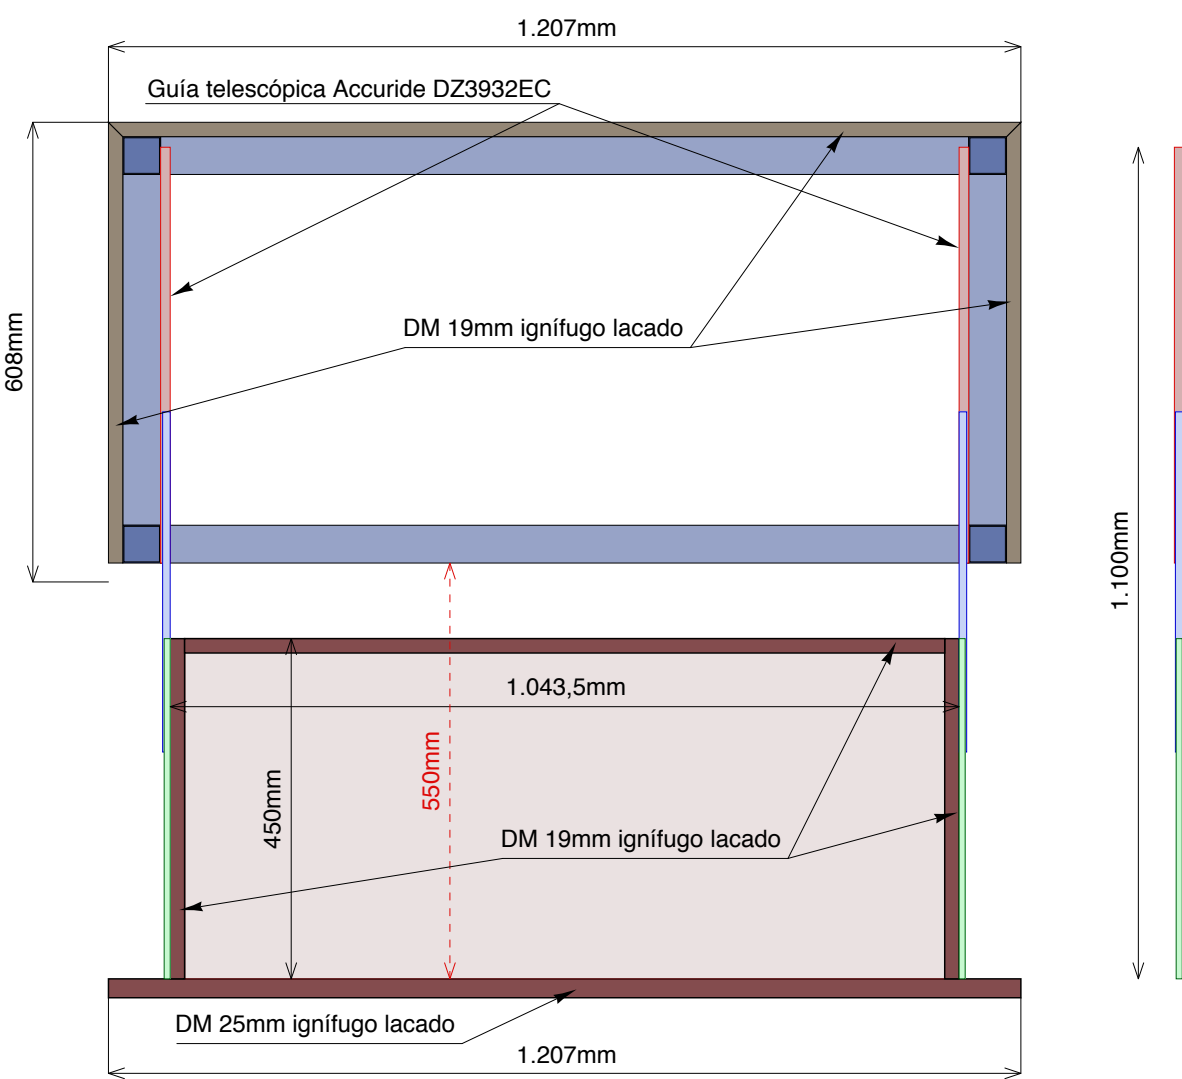 1.207mm
Guía telescópica Accuride DZ3932EC
608mm
DM 19mm ignífugo lacado
1.100mm
1.043,5mm
550mm
450mm
DM 19mm ignífugo lacado
DM 25mm ignífugo lacado
1.207mm